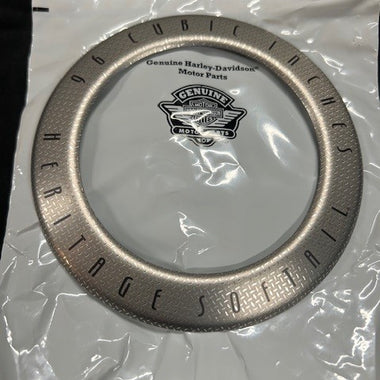 96 CUBIC INCHES
HERITAGE SOFTAIL
Genuine Harley-Davidson®
Motor Parts
GENUINE
MOTOR PARTS